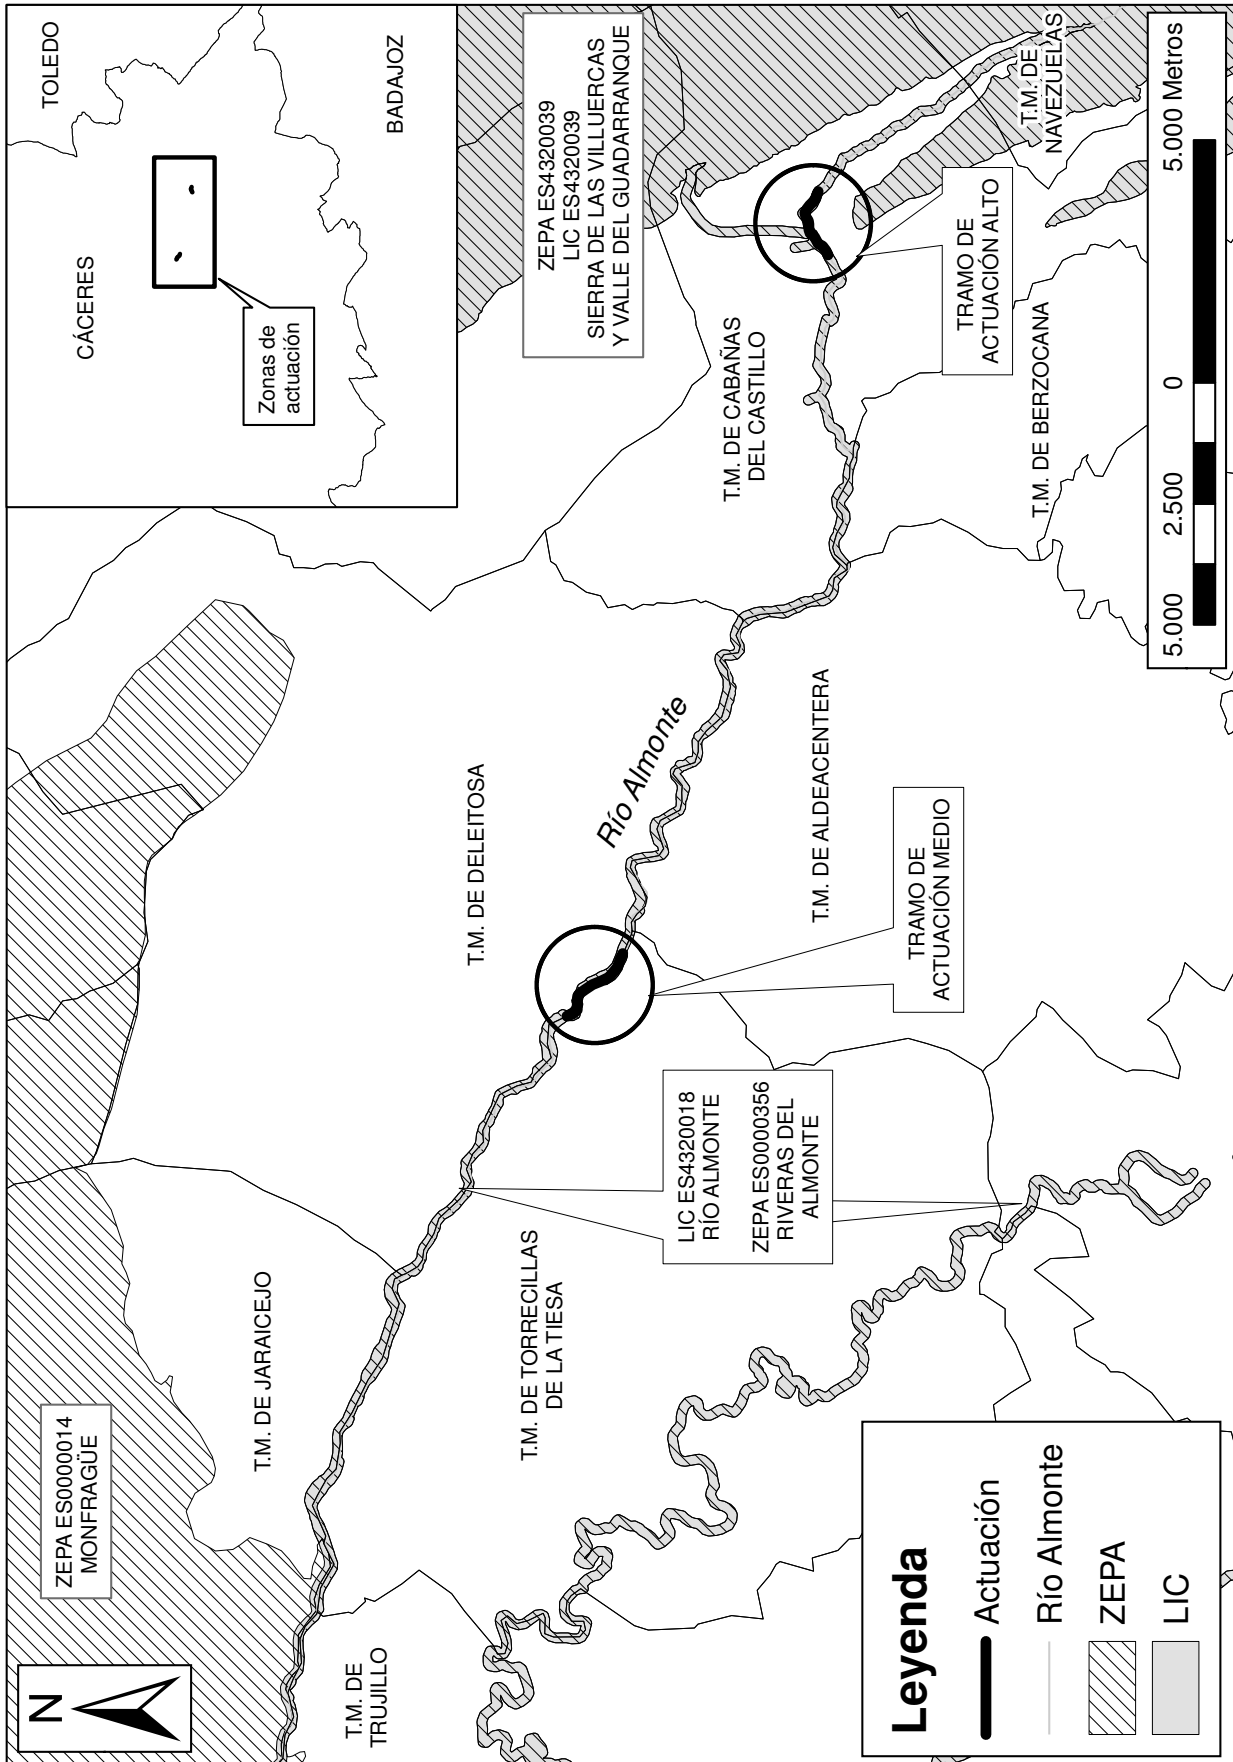 N
ZEPA ES0000014
MONFRAGÜE
T.M. DE JARAICEJO
T.M. DE
TRUJILLO
T.M. DE TORRECILLAS
DE LA TIESA
LIC ES4320018
RÍO ALMONTE
ZEPA ES0000356
RIVERAS DEL
ALMONTE
T.M. DE DELEITOSA
Río Almonte
T.M. DE ALDEACENTERA
TRAMO DE
ACTUACIÓN MEDIO
CÁCERES
TOLEDO
BADAJOZ
Zonas de
actuación
ZEPA ES4320039
LIC ES4320039
SIERRA DE LAS VILLUERCAS
Y VALLE DEL GUADARRANQUE
T.M. DE CABAÑAS
DEL CASTILLO
TRAMO DE
ACTUACIÓN ALTO
T.M. DE
NAVEZUELAS
T.M. DE BERZOCANA
Leyenda
Actuación
Río Almonte
ZEPA
LIC
5.000 2.500 0 5.000 Metros